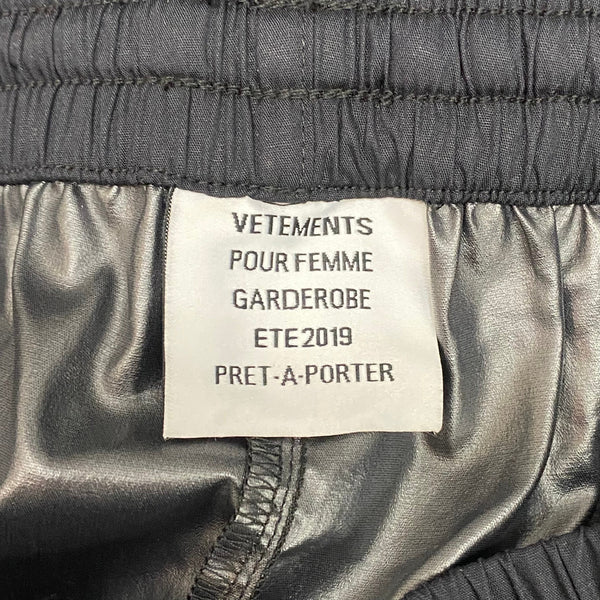 VETEMENTS
POUR FEMME
GARDEROBE
ETE2019
PRET-A-PORTER